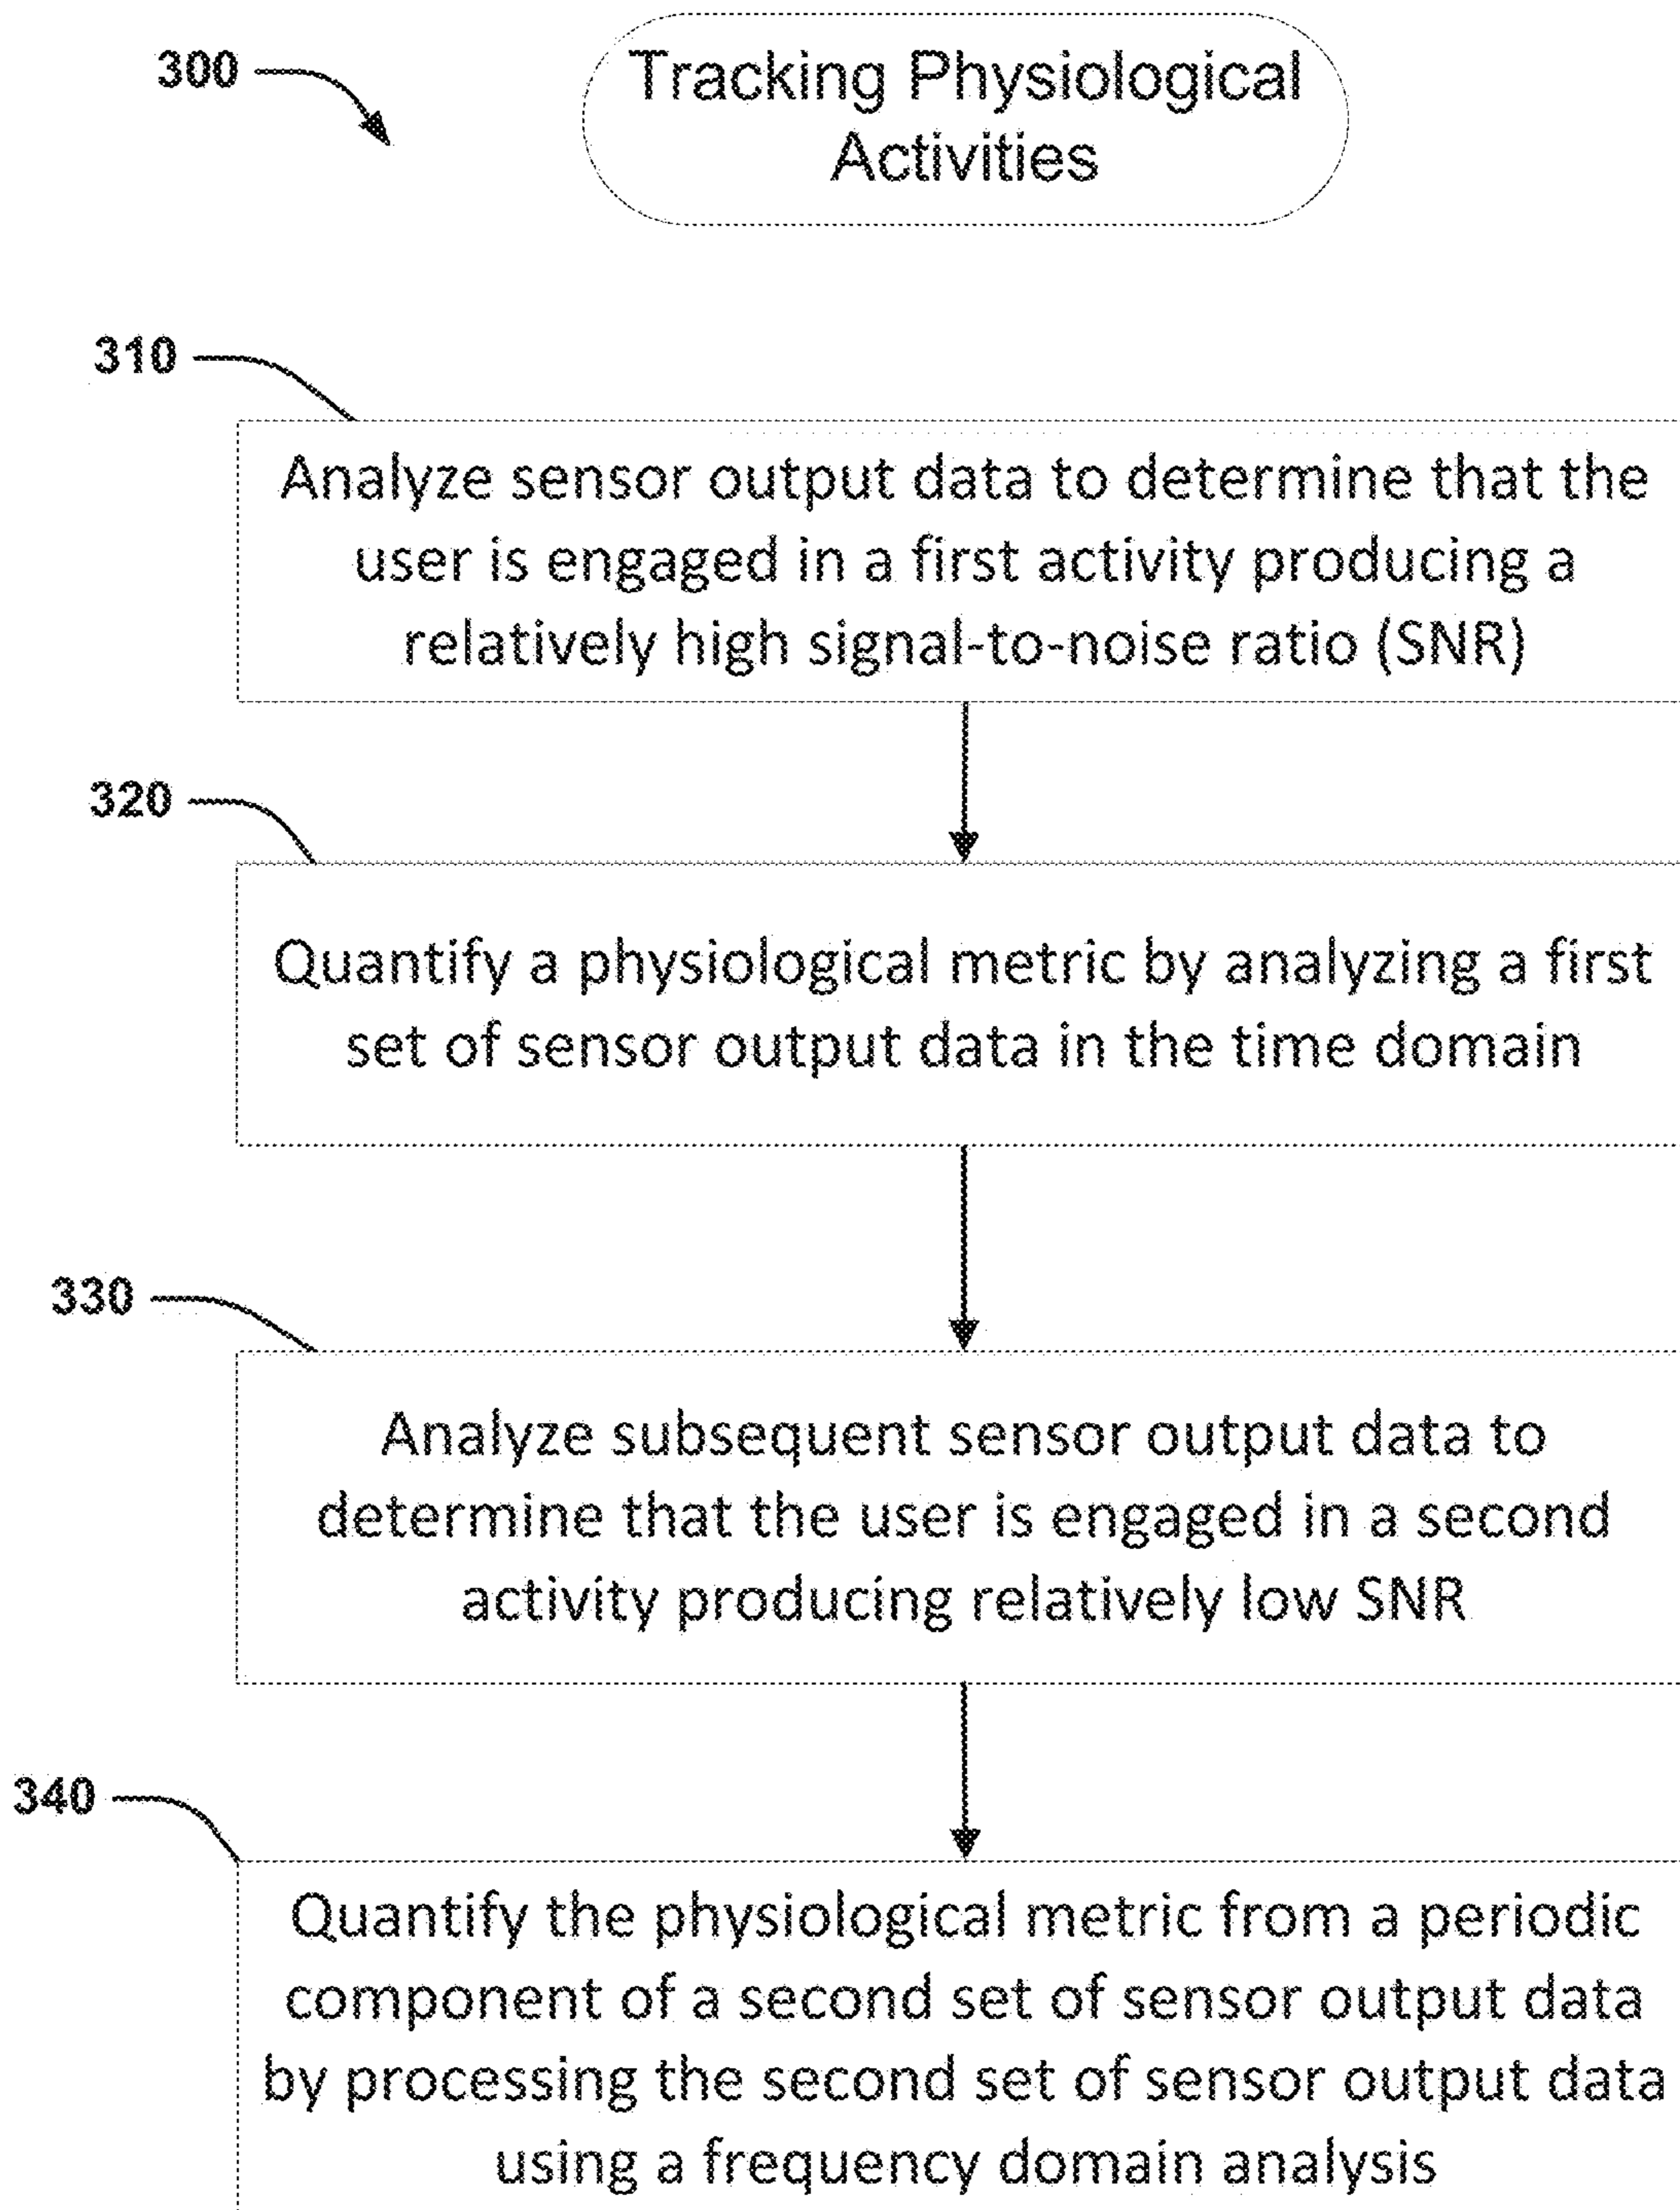 300
Tracking Physiological
Activities
310
Analyze sensor output data to determine that the
user is engaged in a first activity producing a
relatively high signal-to-noise ratio (SNR)
320
Quantify a physiological metric by analyzing a first
set of sensor output data in the time domain
330
Analyze subsequent sensor output data to
determine that the user is engaged in a second
activity producing relatively low SNR
340
Quantify the physiological metric from a periodic
component of a second set of sensor output data
by processing the second set of sensor output data
using a frequency domain analysis